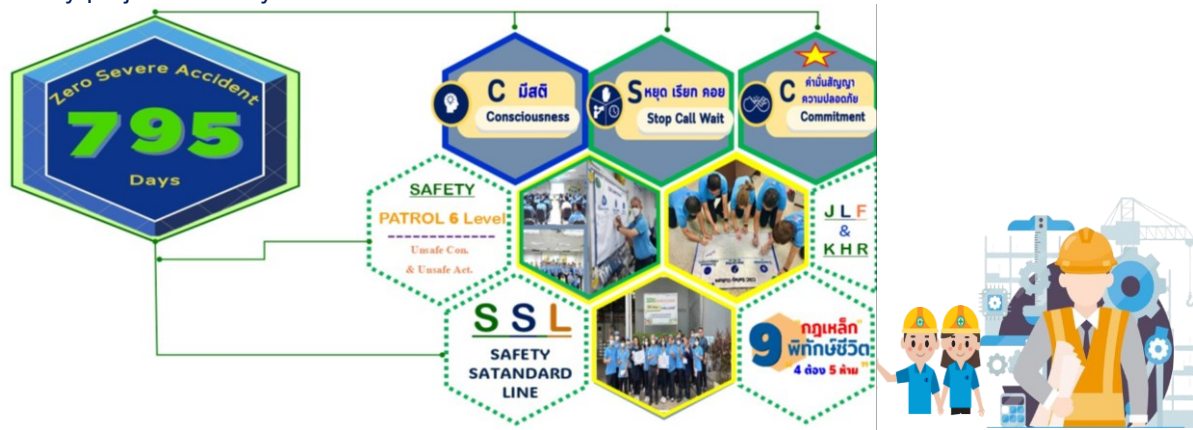 Zero Severe Accident
795
Days
C มีสติ
Consciousness
S หยุด เรียก คอย
Stop Call Wait
C คำมั่นสัญญา
ความปลอดภัย
Commitment
SAFETY
PATROL 6 Level
Unsafe Con.
& Unsafe Act.
J L F
&
K H R
S S L
SAFETY
SATANDARD
LINE
9 "กฎเหล็ก"
พิทักษ์ชีวิต
4 ต้อง 5 ห้าม"